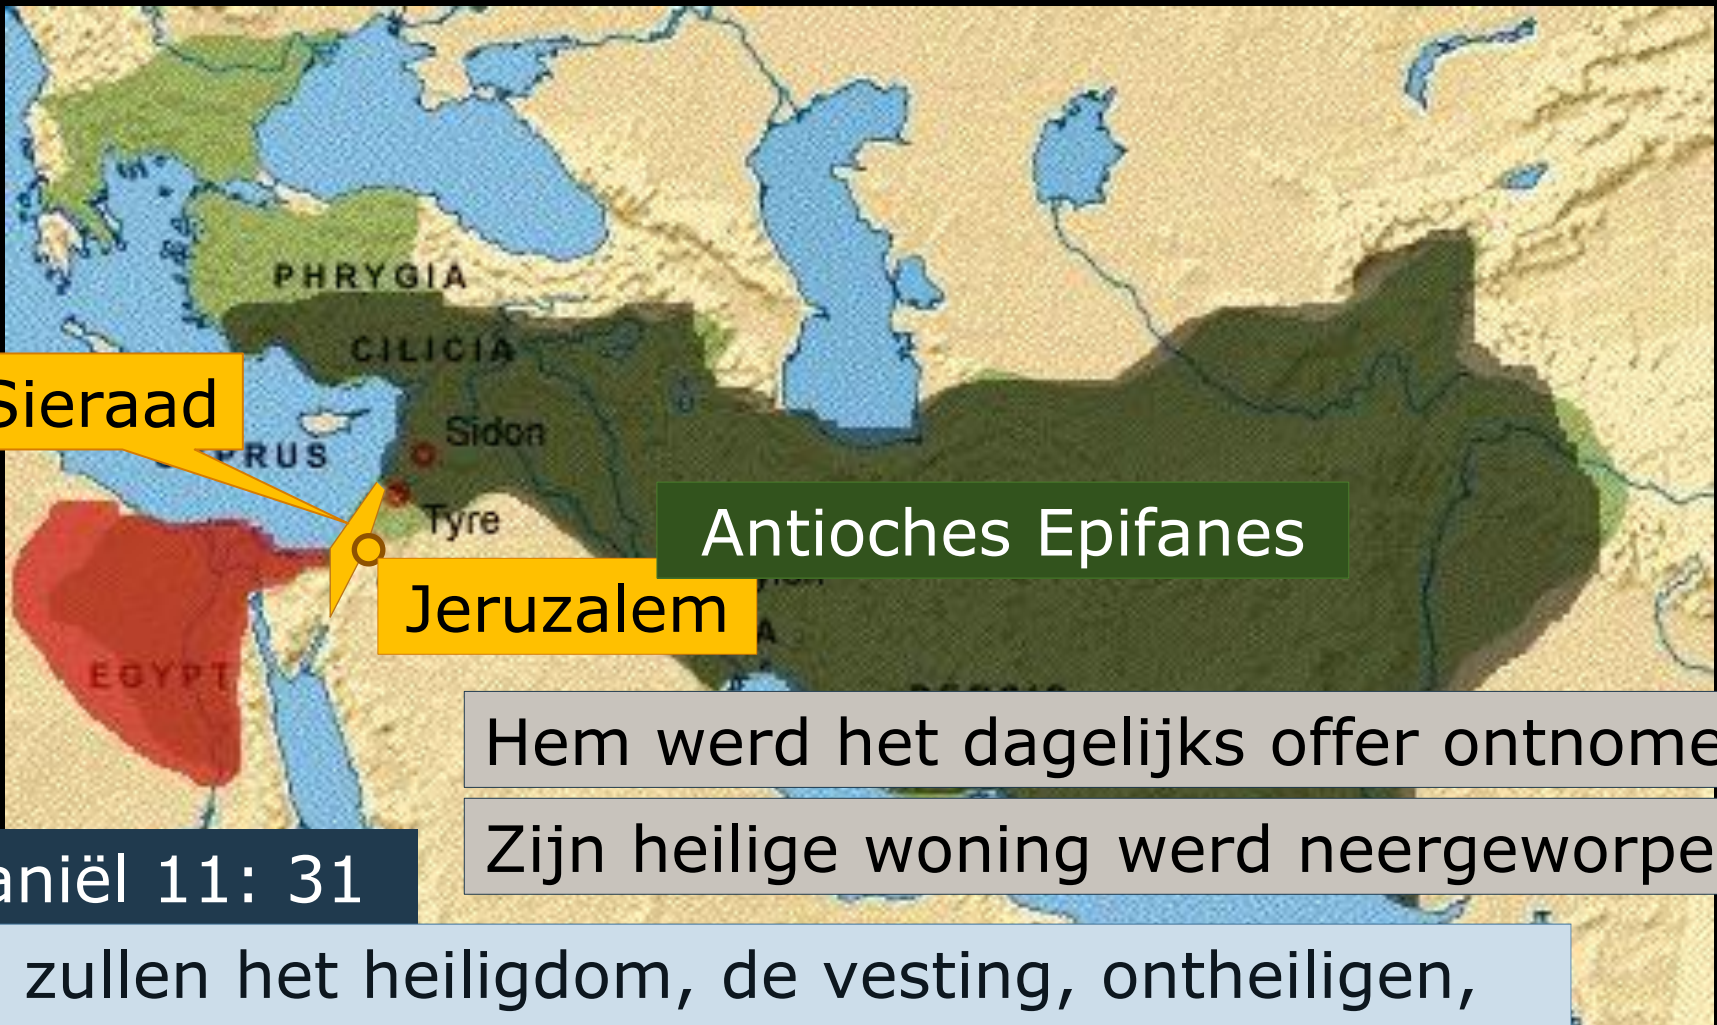 PHRYGIA
CILICIA
Sieraad
Sidon
Tyre
Antioches Epifanes
Jeruzalem
EGYPT
Hem werd het dagelijks offer ontnome
Zijn heilige woning werd neergeworpe
aniël 11: 31
zullen het heiligdom, de vesting, ontheiligen,